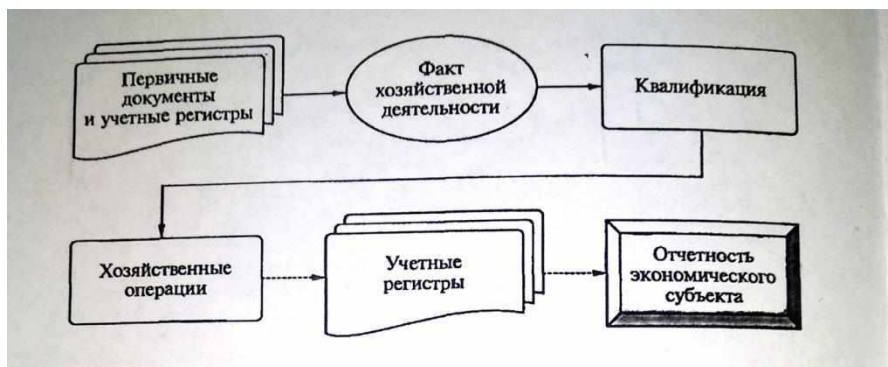 Первичные
документы
и учетные регистры
Факт
хозяйственной
деятельности
Квалификация
Хозяйственные
операции
Учетные
регистры
Отчетность
экономического
субъекта